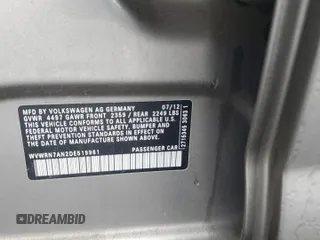 MFD BY VOLKSWAGEN AG GERMANY 07/12
GVWR 4497 GAWR FRONT 2359 / REAR 2249 LBS
THIS VEHICLE CONFORMS TO ALL APPLICABLE
FEDERAL MOTOR VEHICLE SAFETY, BUMPER, AND
THEFT PREVENTION STANDARDS IN EFFECT ON
THE DATE OF MANUFACTURE SHOWN ABOVE.
WVWRN7AN2DE519961 PASSENGER CAR